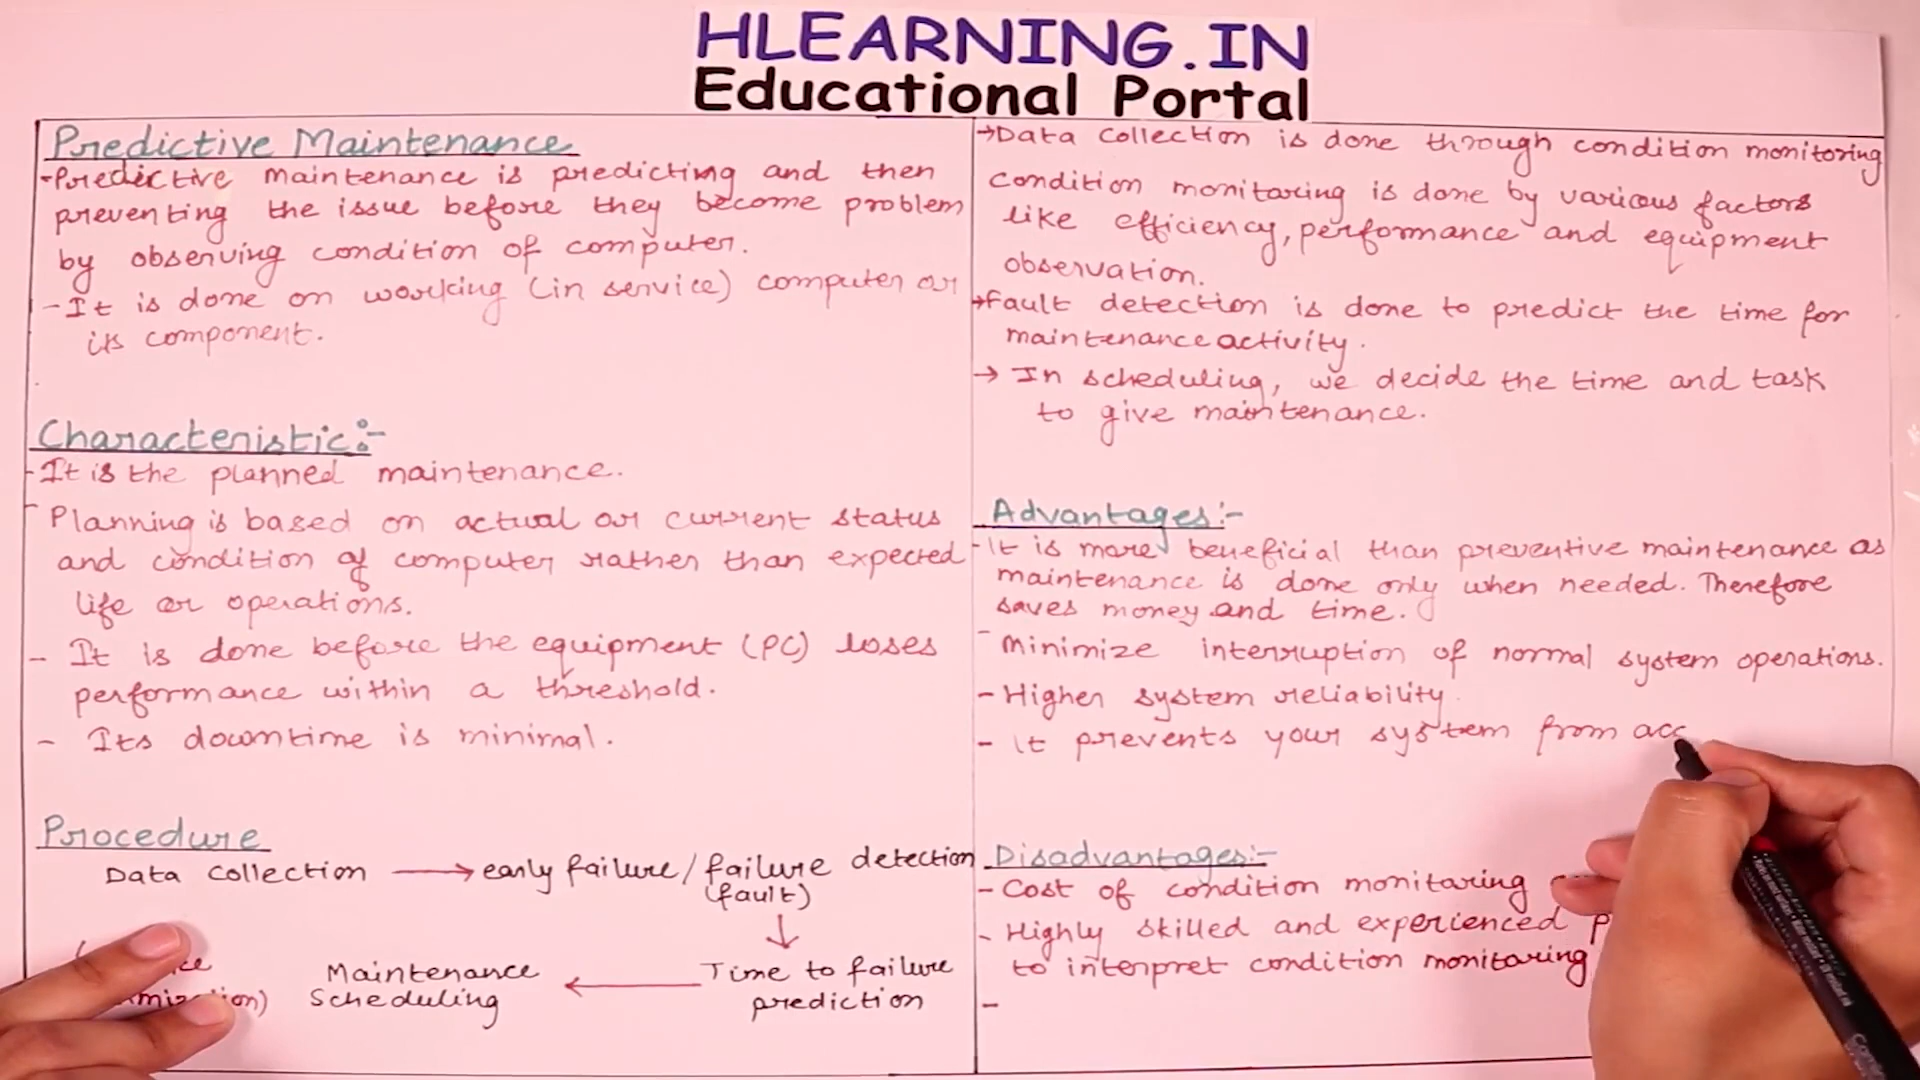 HLEARNING.IN
Educational Portal
Predictive Maintenance
-Predictive maintenance is predicting and then
preventing the issue before they become problem
by observing condition of computer.
- It is done on working (in service) computer or
its component.
Characteristic:-
-It is the planned maintenance.
- Planning is based on actual or current status
and condition of computer rather than expected
life or operations.
- It is done before the equipment (PC) loses
performance within a threshold.
- Its downtime is minimal.
Procedure
Data Collection → early failure/failure detection
(fault)
↓
Time to failure
prediction
←
Maintenance
Scheduling
→Data collection is done through condition monitoring
condition monitoring is done by various factors
like efficiency, performance and equipment
observation.
→Fault detection is done to predict the time for
maintenance activity.
→ In scheduling, we decide the time and task
to give maintenance.
Advantages:-
-It is more beneficial than preventive maintenance as
maintenance is done only when needed. Therefore
saves money and time.
- Minimize interruption of normal system operations.
- Higher system reliability.
- It prevents your system from acc
Disadvantages:-
- Cost of condition monitoring
- Highly skilled and experienced
to interpret condition monitoring
-